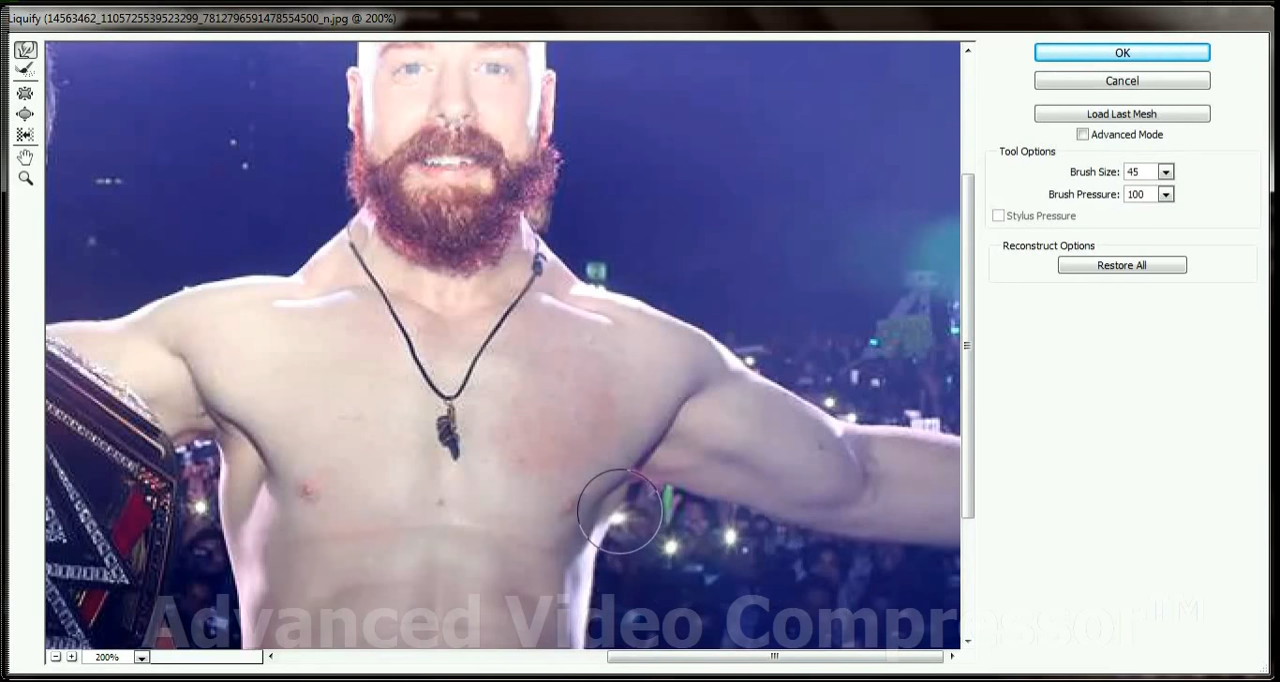 Liquify (14563462_1105725539523299_7812796591478554500_n.jpg @ 200%)
OK
Cancel
Load Last Mesh
Advanced Mode
Tool Options
Brush Size: 45
Brush Pressure: 100
Stylus Pressure
Reconstruct Options
Restore All
Advanced Video Compressor™
200%